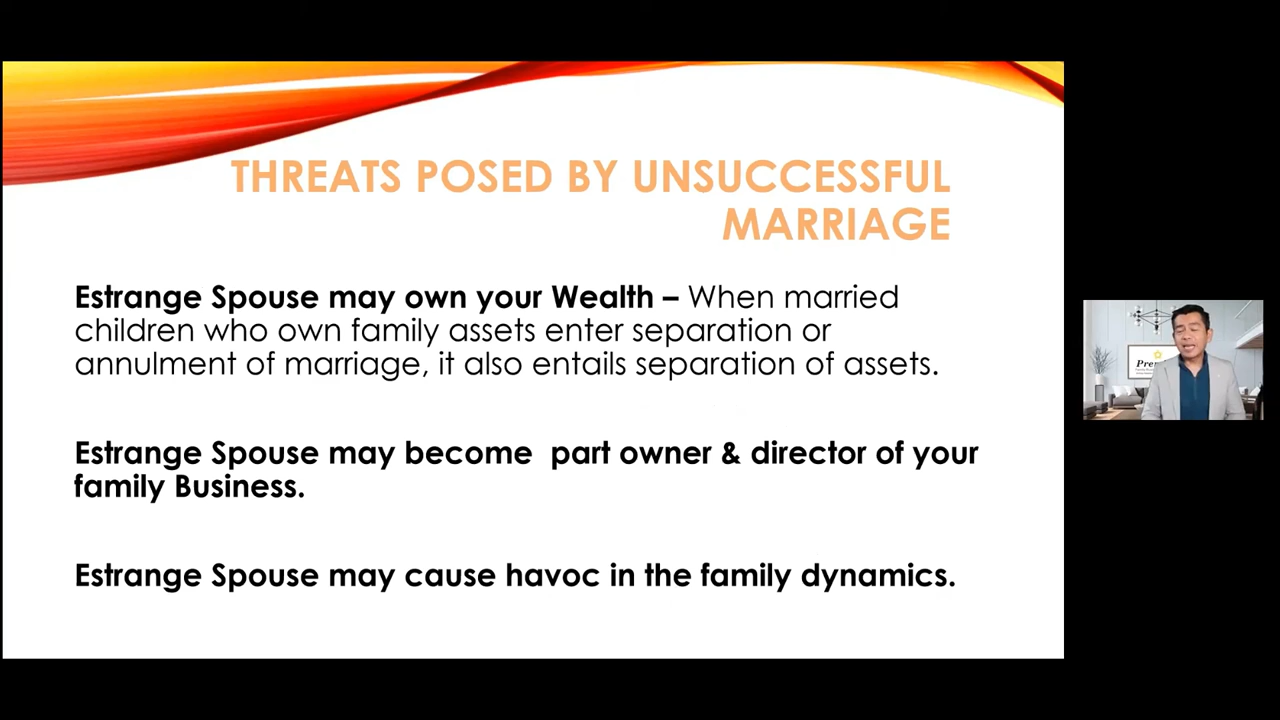 THREATS POSED BY UNSUCCESSFUL
MARRIAGE
Estrange Spouse may own your Wealth – When married
children who own family assets enter separation or
annulment of marriage, it also entails separation of assets.
Estrange Spouse may become part owner & director of your
family Business.
Estrange Spouse may cause havoc in the family dynamics.